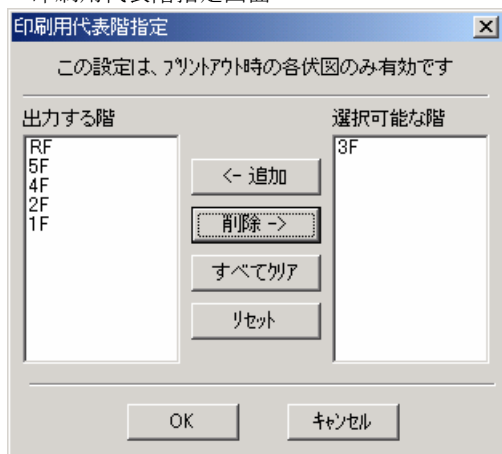 印刷用代表階指定
この設定は、ﾌﾟﾘﾝﾄｱｳﾄ時の各伏図のみ有効です
出力する階
選択可能な階
RF
5F
4F
2F
1F
3F
<- 追加
削除 ->
すべてｸﾘｱ
ﾘｾｯﾄ
OK
ｷｬﾝｾﾙ